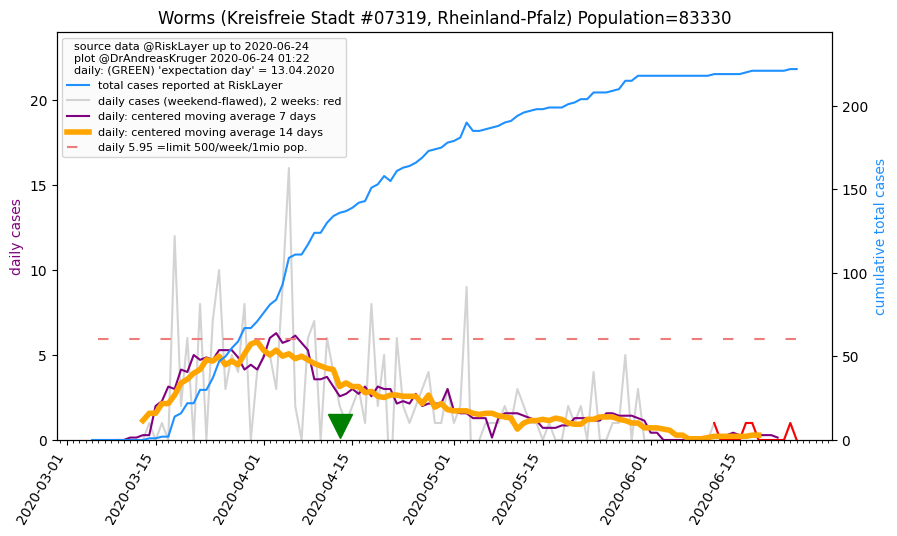 Worms (Kreisfreie Stadt #07319, Rheinland-Pfalz) Population=83330
source data @RiskLayer up to 2020-06-24
plot @DrAndreasKruger 2020-06-24 01:22
daily: (GREEN) 'expectation day' = 13.04.2020
total cases reported at RiskLayer
daily cases (weekend-flawed), 2 weeks: red
daily: centered moving average 7 days
daily: centered moving average 14 days
daily 5.95 =limit 500/week/1mio pop.
daily cases
20
15
10
5
0
cumulative total cases
200
150
100
50
0
2020-03-01
2020-03-15
2020-04-01
2020-04-15
2020-05-01
2020-05-15
2020-06-01
2020-06-15